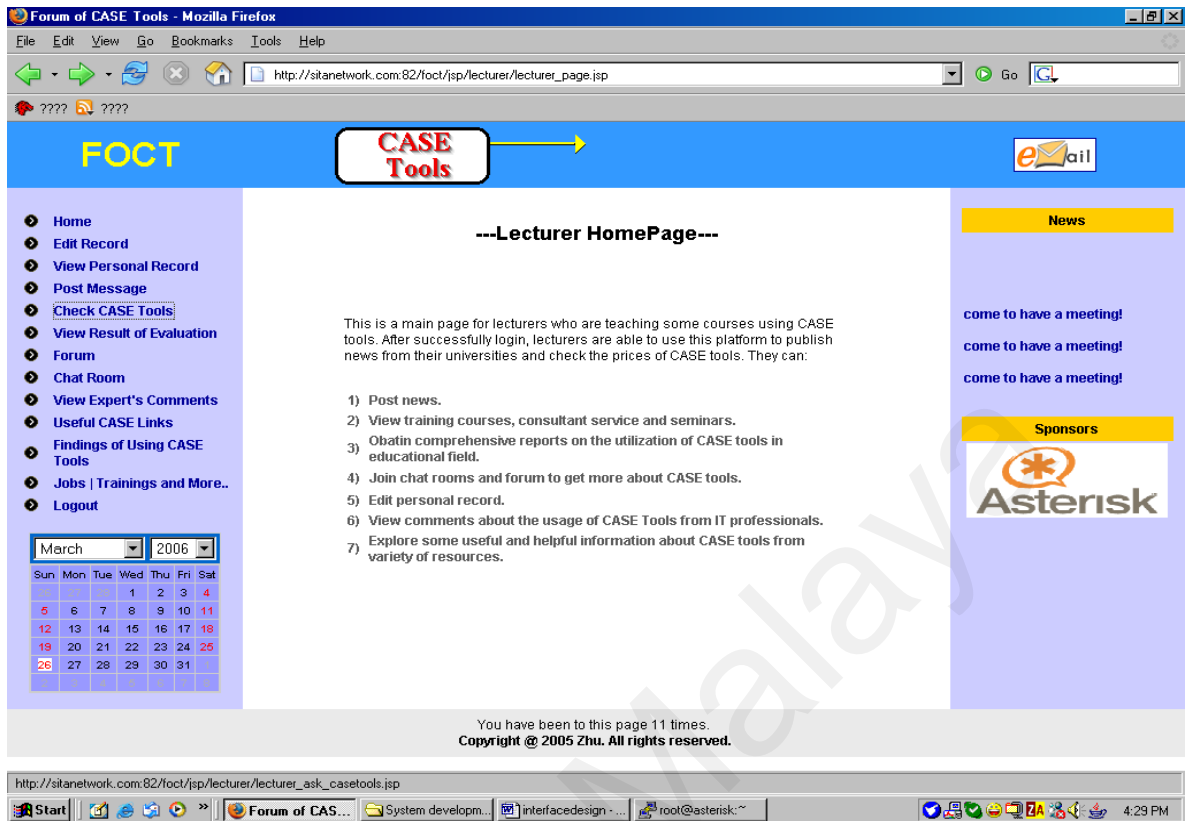 Forum of CASE Tools - Mozilla Firefox
File Edit View Go Bookmarks Tools Help
http://sitanetwork.com:82/foct/jsp/lecturer/lecturer_page.jsp
Go
G
???? ????
FOCT
CASE
Tools
eMail
Home
Edit Record
View Personal Record
Post Message
Check CASE Tools
View Result of Evaluation
Forum
Chat Room
View Expert's Comments
Useful CASE Links
Findings of Using CASE
Tools
Jobs | Trainings and More..
Logout
March 2006
Sun Mon Tue Wed Thu Fri Sat
26 27 28 1 2 3 4
5 6 7 8 9 10 11
12 13 14 15 16 17 18
19 20 21 22 23 24 25
26 27 28 29 30 31 1
2 3 4 5 6 7 8
---Lecturer HomePage---
This is a main page for lecturers who are teaching some courses using CASE
tools. After successfully login, lecturers are able to use this platform to publish
news from their universities and check the prices of CASE tools. They can:
1) Post news.
2) View training courses, consultant service and seminars.
3) Obatin comprehensive reports on the utilization of CASE tools in
educational field.
4) Join chat rooms and forum to get more about CASE tools.
5) Edit personal record.
6) View comments about the usage of CASE Tools from IT professionals.
7) Explore some useful and helpful information about CASE tools from
variety of resources.
News
come to have a meeting!
come to have a meeting!
come to have a meeting!
Sponsors
Asterisk
Malaya
You have been to this page 11 times.
Copyright @ 2005 Zhu. All rights reserved.
http://sitanetwork.com:82/foct/jsp/lecturer/lecturer_ask_casetools.jsp
Start
Forum of CAS...
System developm...
interfacedesign - ...
root@asterisk:~
4:29 PM